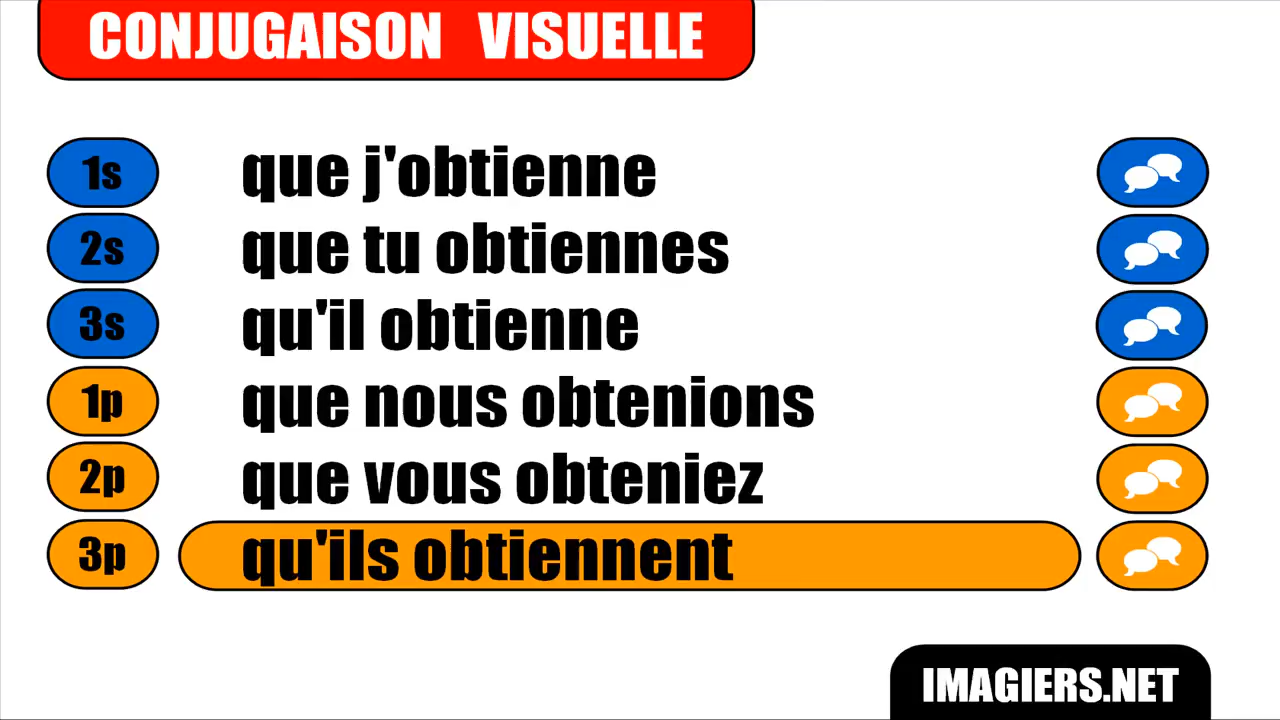 CONJUGAISON VISUELLE
1s que j'obtienne
2s que tu obtiennes
3s qu'il obtienne
1p que nous obtenions
2p que vous obteniez
3p qu'ils obtiennent
IMAGIERS.NET